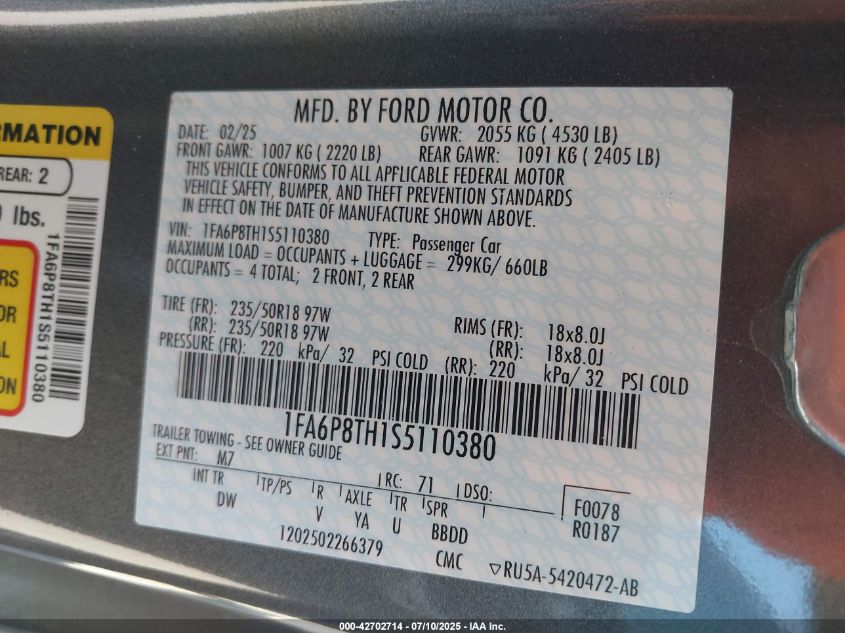 RMATION
REAR: 2
lbs.
1FA6P8TH1S5110380
RS
OR
AL
ON
MFD. BY FORD MOTOR CO.
DATE: 02/25 GVWR: 2055 KG ( 4530 LB)
FRONT GAWR: 1007 KG ( 2220 LB) REAR GAWR: 1091 KG ( 2405 LB)
THIS VEHICLE CONFORMS TO ALL APPLICABLE FEDERAL MOTOR
VEHICLE SAFETY, BUMPER, AND THEFT PREVENTION STANDARDS
IN EFFECT ON THE DATE OF MANUFACTURE SHOWN ABOVE.
VIN: 1FA6P8TH1S5110380 TYPE: Passenger Car
MAXIMUM LOAD = OCCUPANTS + LUGGAGE = 299KG/ 660LB
OCCUPANTS = 4 TOTAL; 2 FRONT, 2 REAR
TIRE (FR): 235/50R18 97W RIMS (FR): 18x8.0J
(RR): 235/50R18 97W (RR): 18x8.0J
PRESSURE (FR): 220 kPa/ 32 PSI COLD (RR): 220 kPa/ 32 PSI COLD
1FA6P8TH1S5110380
TRAILER TOWING - SEE OWNER GUIDE
EXT PNT: M7 RC: 71 DSO:
INT TR TP/PS R AXLE TR SPR
DW V YA U BBDD
F0078
R0187
1202502266379 CMC ▽RU5A-5420472-AB
000-42702714 / 07/10/2025 - IAA Inc.